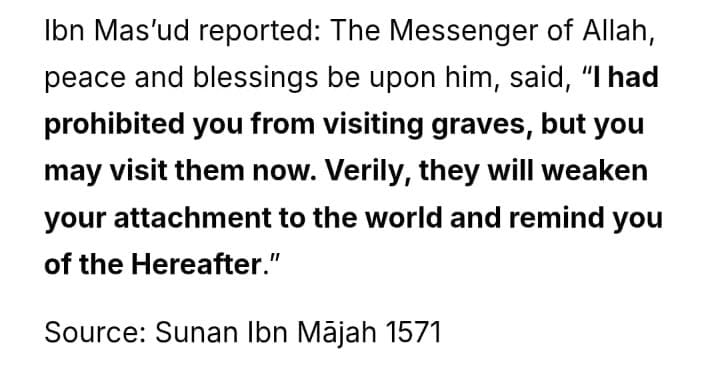 Ibn Mas’ud reported: The Messenger of Allah,
peace and blessings be upon him, said, “I had
prohibited you from visiting graves, but you
may visit them now. Verily, they will weaken
your attachment to the world and remind you
of the Hereafter.”
Source: Sunan Ibn Mājah 1571